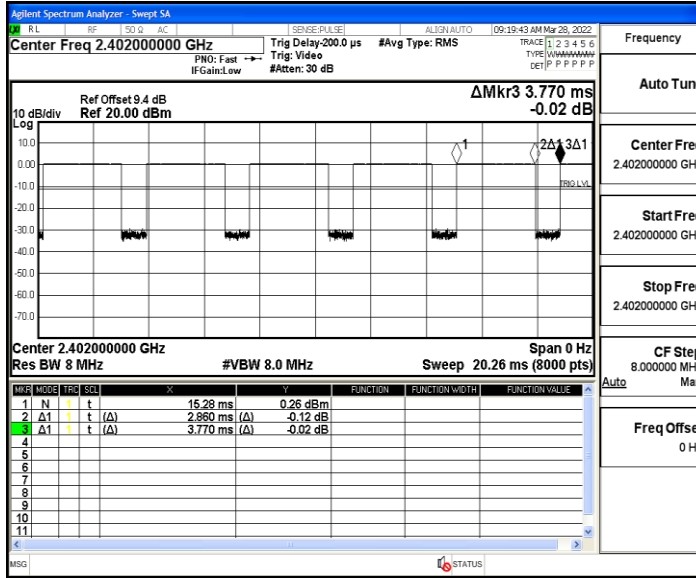 Agilent Spectrum Analyzer - Swept SA
RL RF 50 Ω AC SENSE:PULSE ALIGN AUTO 09:19:43 AM Mar 28, 2022
Center Freq 2.402000000 GHz
PNO: Fast
IFGain:Low
Trig Delay-200.0 µs
Trig: Video
#Atten: 30 dB
#Avg Type: RMS
TRACE 1 2 3 4 5 6
TYPE WWWWWW
DET P P P P P P
ΔMkr3 3.770 ms
-0.02 dB
Ref Offset 9.4 dB
10 dB/div Ref 20.00 dBm
Log
10.0
0.00
-10.0
-20.0
-30.0
-40.0
-50.0
-60.0
-70.0
1
2Δ1
3Δ1
TRIG LVL
Center 2.402000000 GHz Span 0 Hz
Res BW 8 MHz #VBW 8.0 MHz Sweep 20.26 ms (8000 pts)
MKR MODE TRC SCL X Y FUNCTION FUNCTION WIDTH FUNCTION VALUE
1 N 1 t 15.28 ms 0.26 dBm
2 Δ1 1 t (Δ) 2.860 ms (Δ) -0.12 dB
3 Δ1 1 t (Δ) 3.770 ms (Δ) -0.02 dB
4
5
6
7
8
9
10
11
MSG STATUS
Frequency
Auto Tun
Center Fre
2.402000000 GH
Start Fre
2.402000000 GH
Stop Fre
2.402000000 GH
CF Ste
8.000000 MH
Auto Ma
Freq Offse
0 H